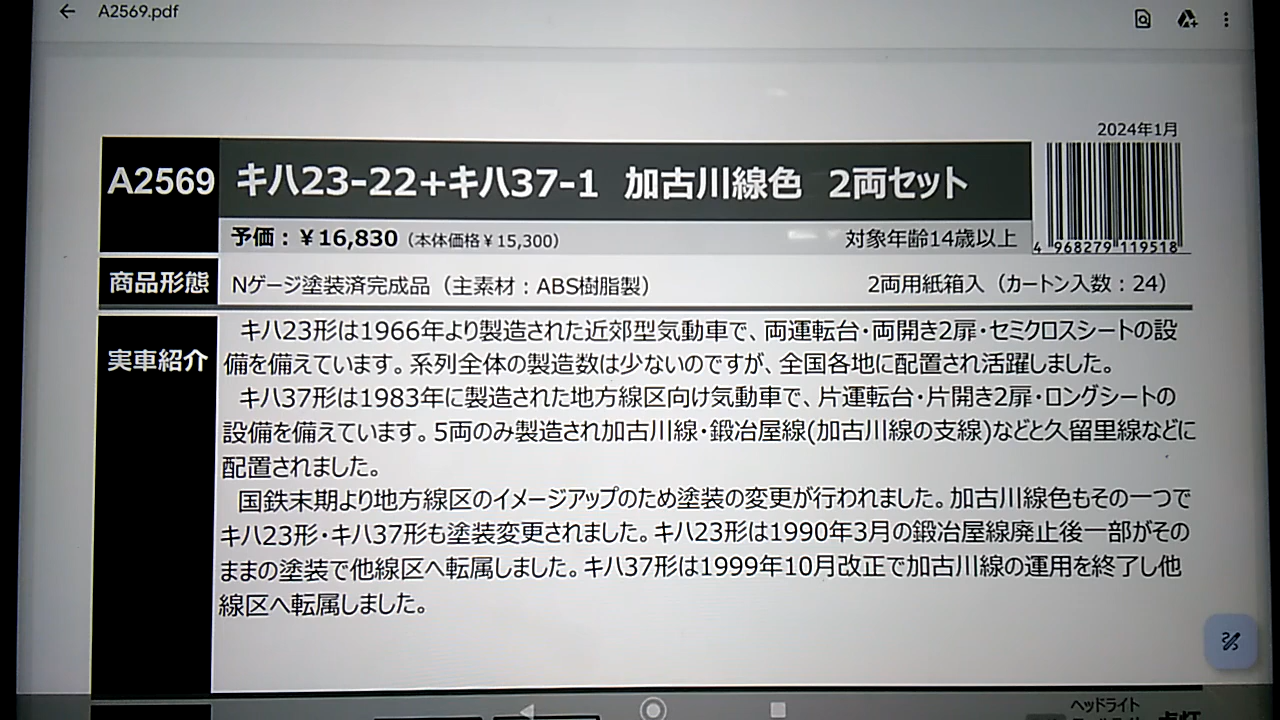 A2569.pdf
2024年1月
A2569
キハ23-22+キハ37-1 加古川線色 2両セット
予価：￥16,830（本体価格￥15,300）
対象年齢14歳以上
4 968279 119518
商品形態
Nゲージ塗装済完成品（主素材：ABS樹脂製）
2両用紙箱入（カートン入数：24）
実車紹介
キハ23形は1966年より製造された近郊型気動車で、両運転台・両開き2扉・セミクロスシートの設
備を備えています。系列全体の製造数は少ないのですが、全国各地に配置され活躍しました。
キハ37形は1983年に製造された地方線区向け気動車で、片運転台・片開き2扉・ロングシートの
設備を備えています。5両のみ製造され加古川線・鍛冶屋線(加古川線の支線)などと久留里線などに
配置されました。
国鉄末期より地方線区のイメージアップのため塗装の変更が行われました。加古川線色もその一つで
キハ23形・キハ37形も塗装変更されました。キハ23形は1990年3月の鍛冶屋線廃止後一部がその
ままの塗装で他線区へ転属しました。キハ37形は1999年10月改正で加古川線の運用を終了し他
線区へ転属しました。
ヘッドライト